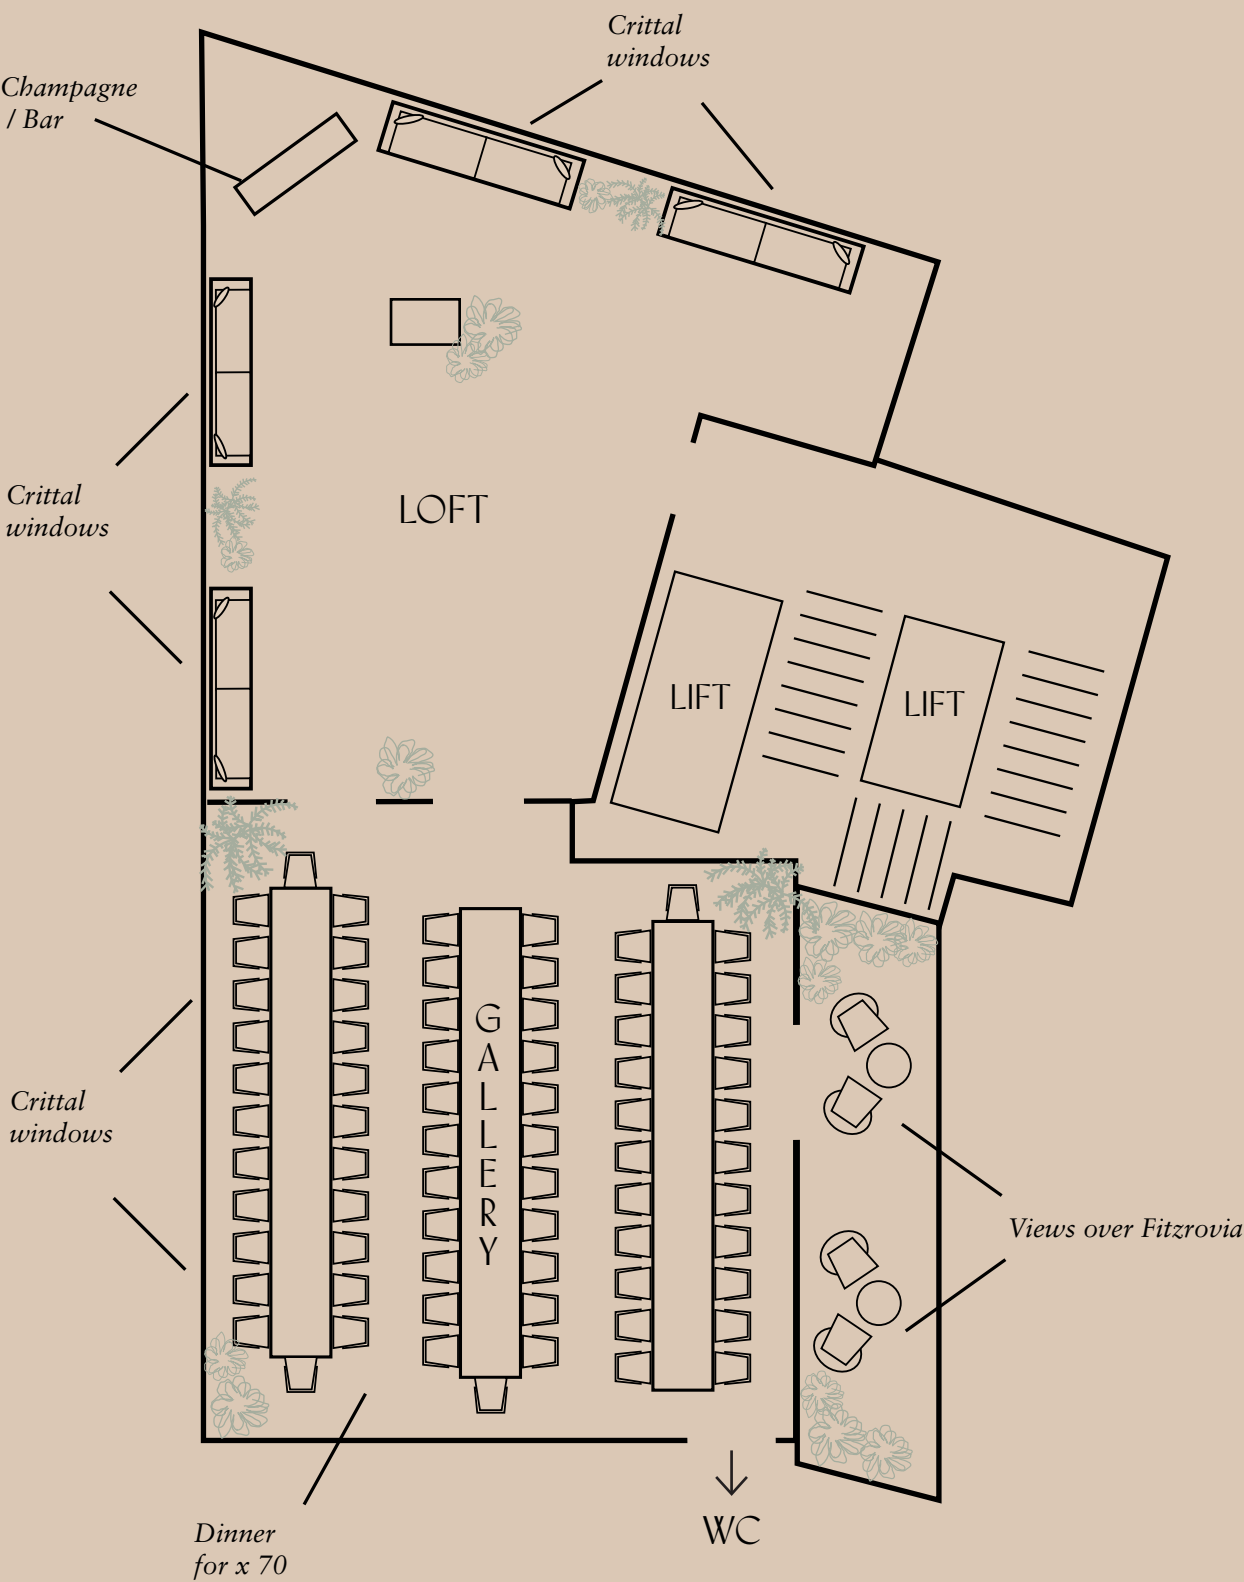 Crittal
windows
Champagne
/ Bar
Crittal
windows
LOFT
LIFT
LIFT
GALLERY
Crittal
windows
Views over Fitzrovia
Dinner
for x 70
WC